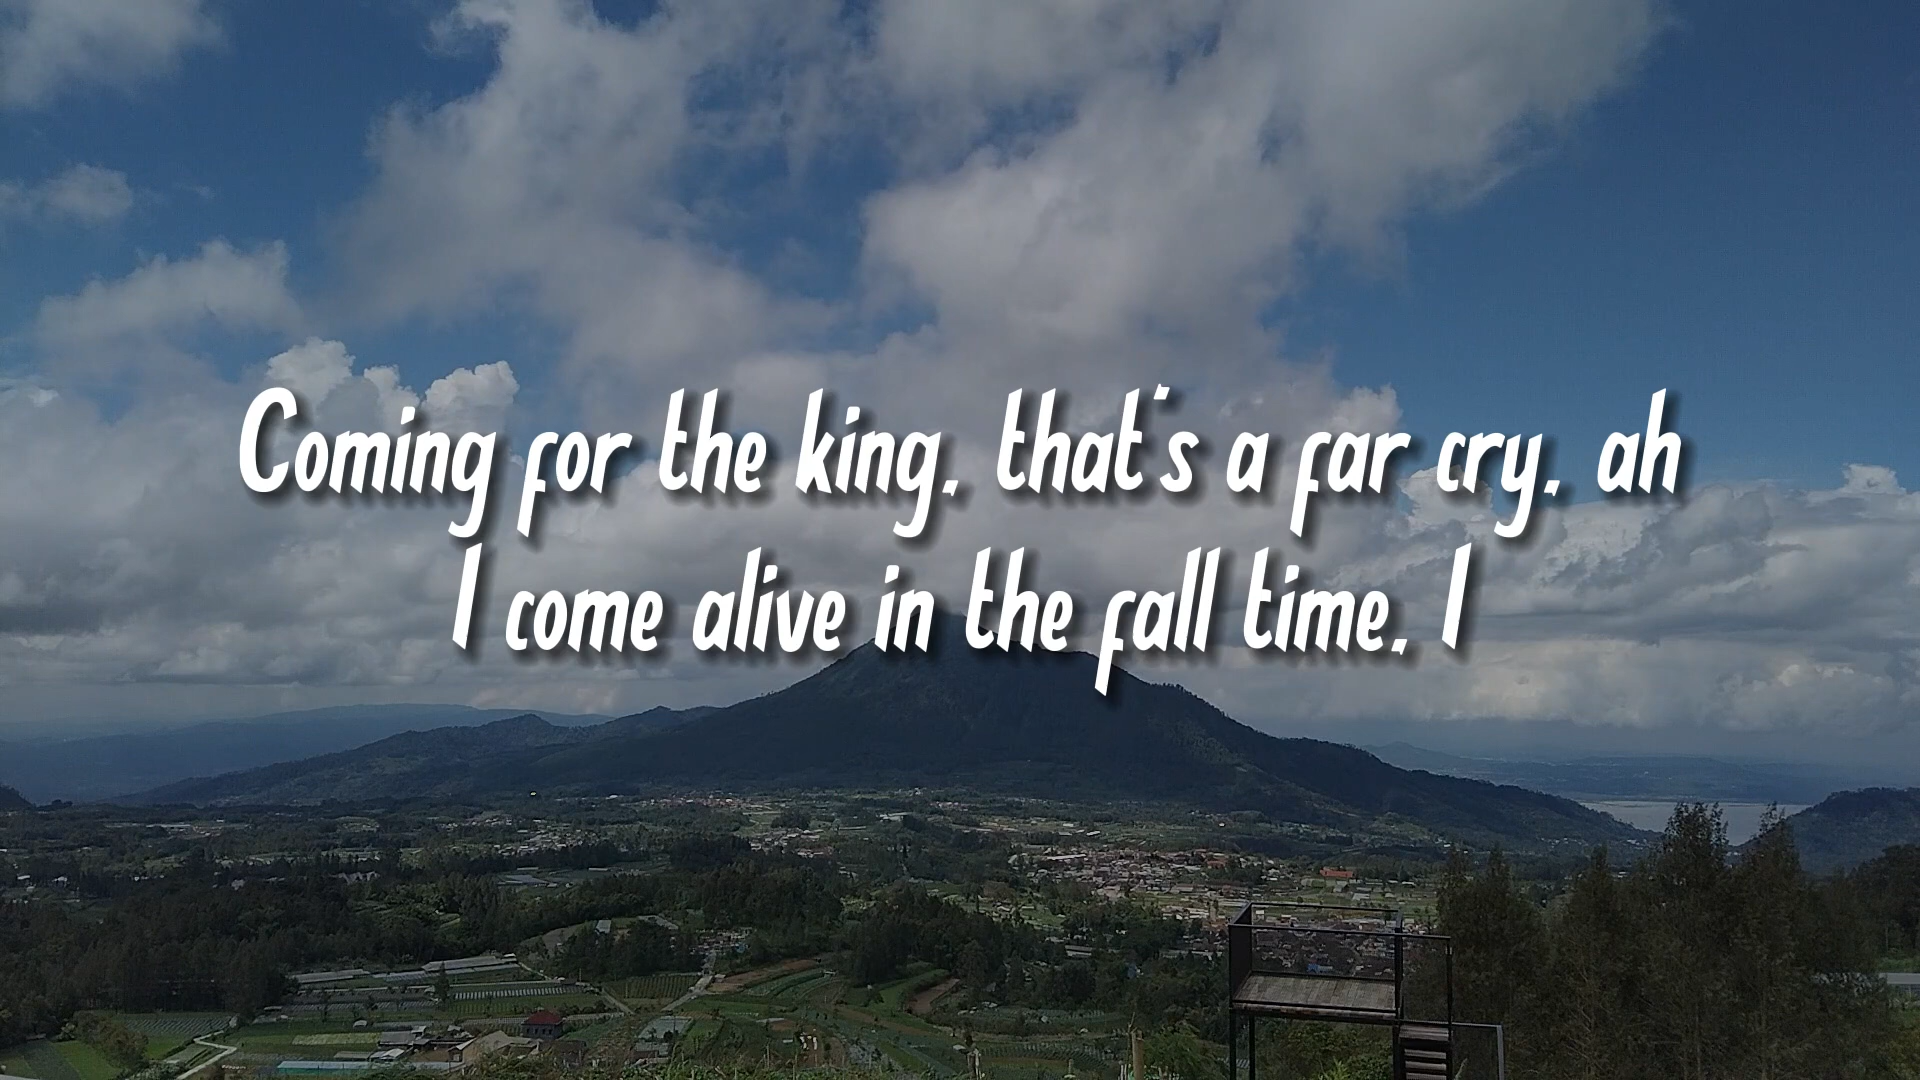 Coming for the king, that's a far cry, ah
I come alive in the fall time, I